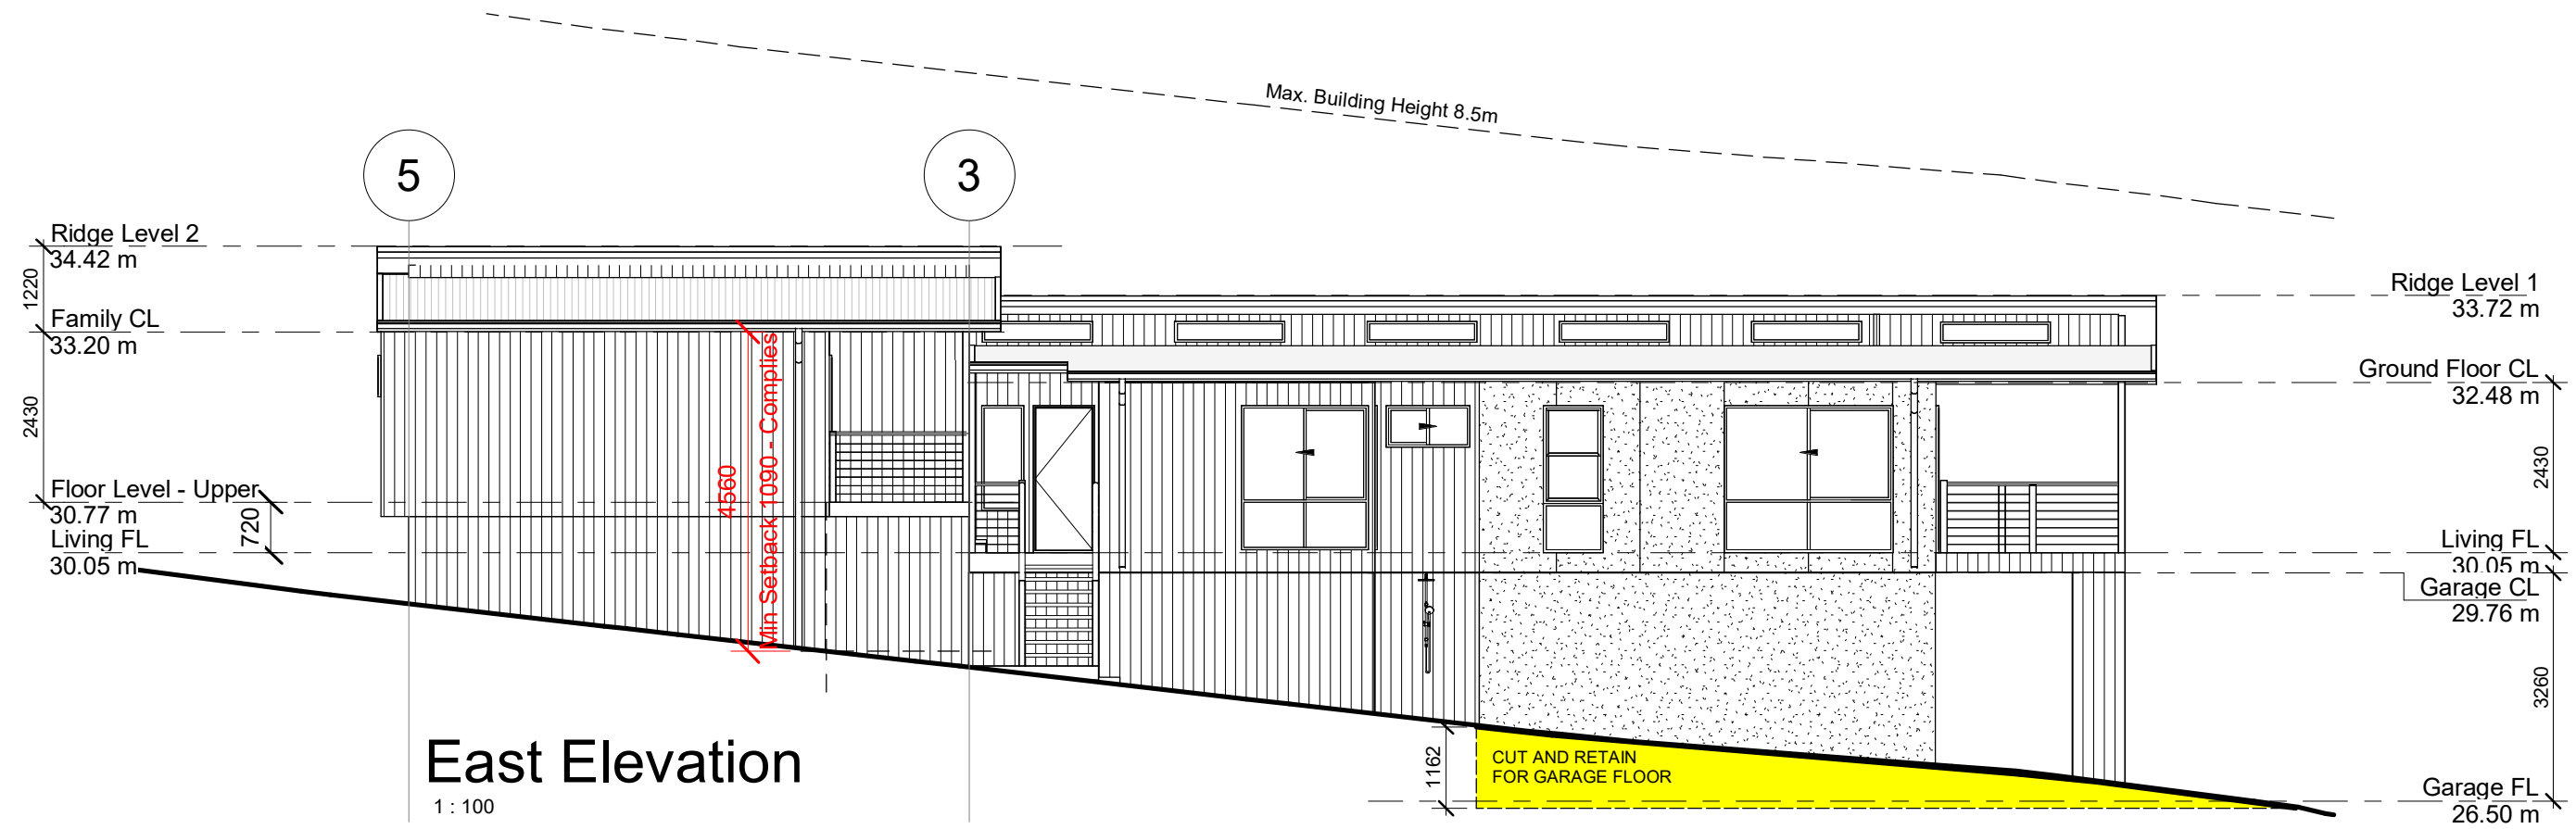 Max. Building Height 8.5m
5
3
Ridge Level 2
34.42 m
1220
Family CL
33.20 m
2430
Floor Level - Upper
30.77 m
720
Living FL
30.05 m
4560
Min Setback 1090 - Complies
Ridge Level 1
33.72 m
Ground Floor CL
32.48 m
2430
Living FL
30.05 m
Garage CL
29.76 m
3260
Garage FL
26.50 m
1162
CUT AND RETAIN
FOR GARAGE FLOOR
East Elevation
1 : 100